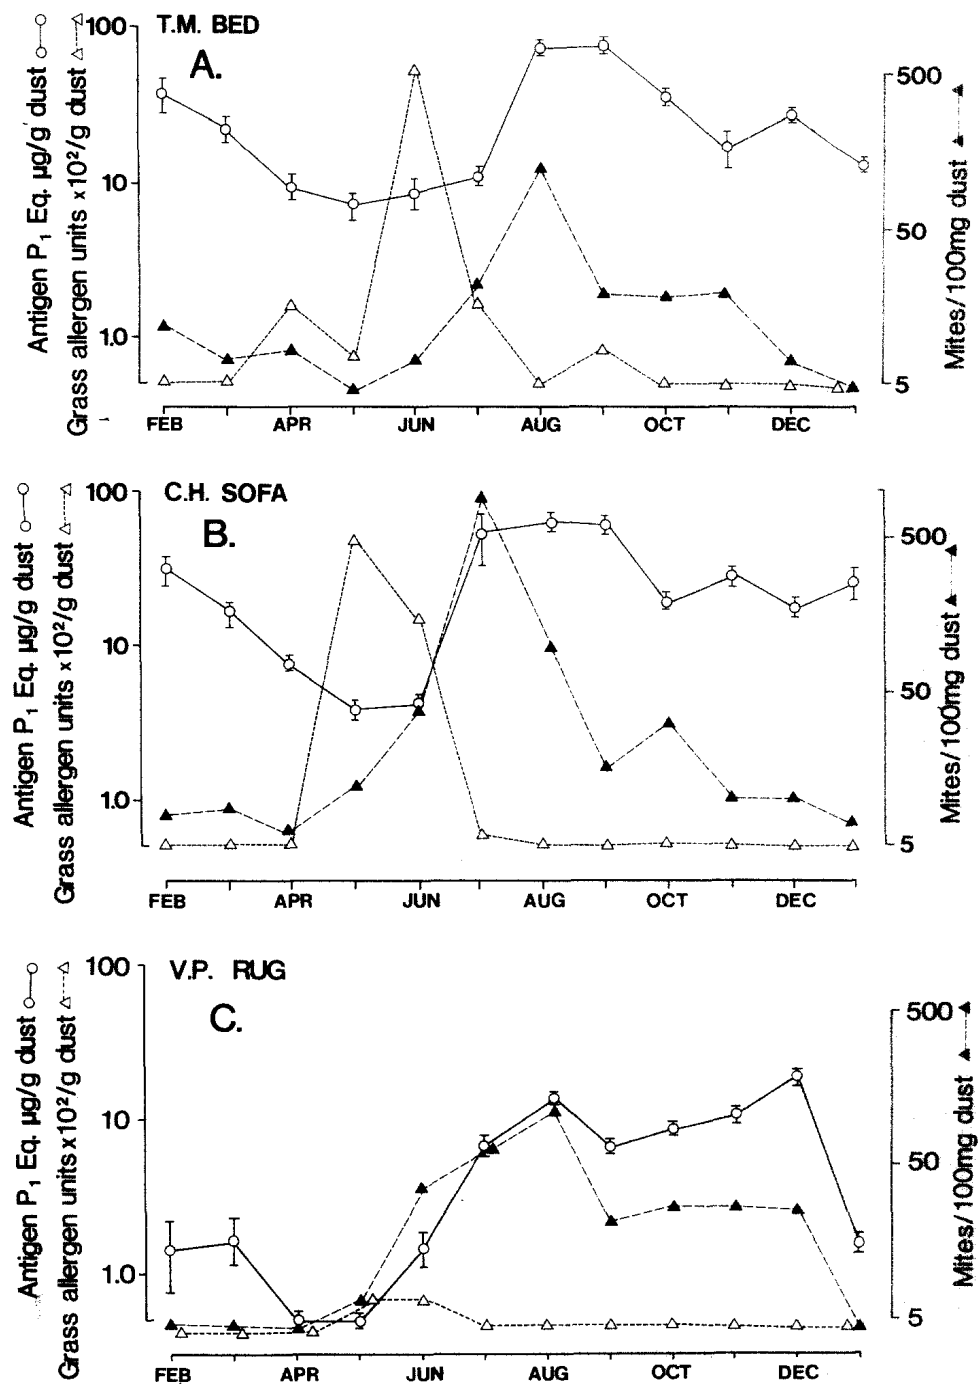 T.M. BED
A.
Antigen P₁ Eq. µg/g dust
Grass allergen units x10²/g dust
100
10
1.0
500
50
5
Mites/100mg dust
FEB APR JUN AUG OCT DEC
C.H. SOFA
B.
Antigen P₁ Eq. µg/g dust
Grass allergen units x10²/g dust
100
10
1.0
500
50
5
Mites/100mg dust
FEB APR JUN AUG OCT DEC
V.P. RUG
C.
Antigen P₁ Eq. µg/g dust
Grass allergen units x10²/g dust
100
10
1.0
500
50
5
Mites/100mg dust
FEB APR JUN AUG OCT DEC